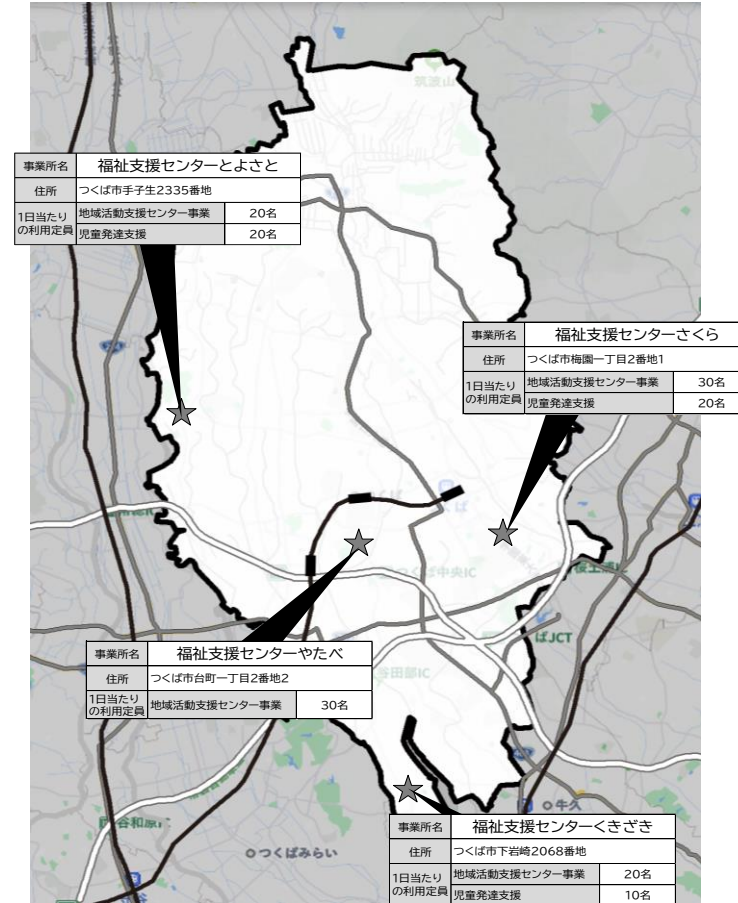 筑波山
事業所名 福祉支援センターとよさと
住所 つくば市手子生2335番地
1日当たりの利用定員 地域活動支援センター事業 20名
児童発達支援 20名
事業所名 福祉支援センターさくら
住所 つくば市梅園一丁目2番地1
1日当たりの利用定員 地域活動支援センター事業 30名
児童発達支援 20名
つくば中央IC
ばJCT
事業所名 福祉支援センターやたべ
住所 つくば市台町一丁目2番地2
1日当たりの利用定員 地域活動支援センター事業 30名
谷田部IC
牛久
つくばみらい
事業所名 福祉支援センターくきざき
住所 つくば市下岩崎2068番地
1日当たりの利用定員 地域活動支援センター事業 20名
児童発達支援 10名